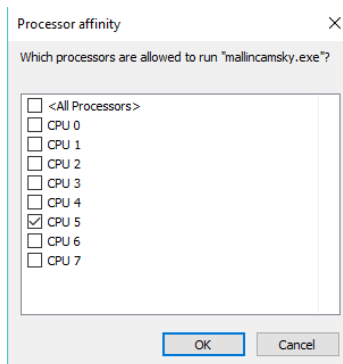 Processor affinity
Which processors are allowed to run "mallincamsky.exe"?
<All Processors>
CPU 0
CPU 1
CPU 2
CPU 3
CPU 4
CPU 5
CPU 6
CPU 7
OK Cancel